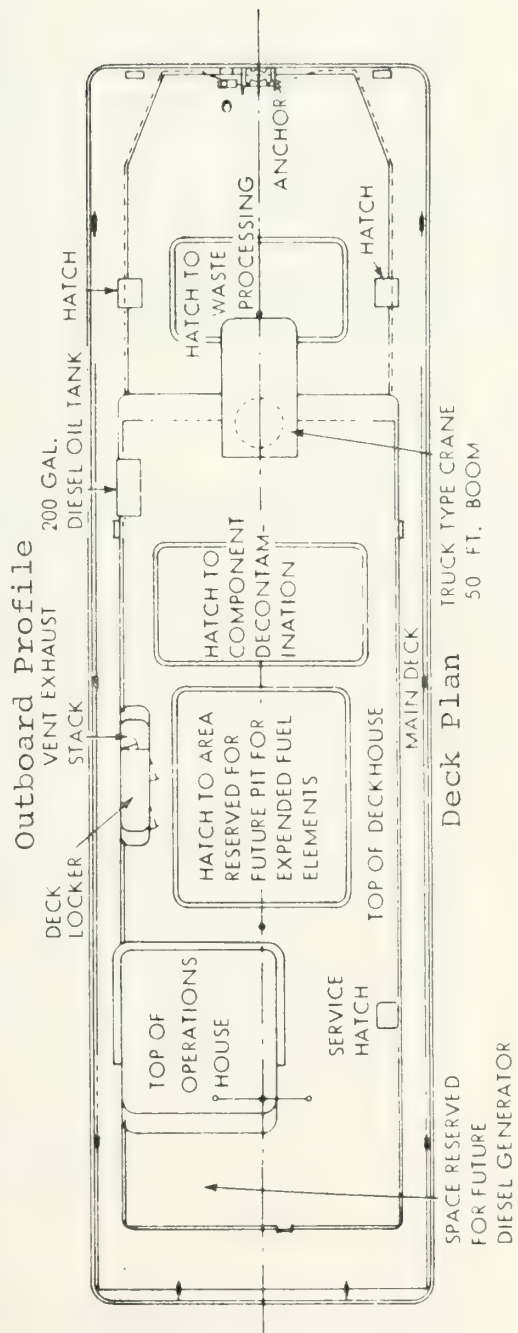 Outboard Profile
VENT EXHAUST
STACK
DECK
LOCKER
200 GAL.
DIESEL OIL TANK
HATCH
TOP OF
OPERATIONS
HOUSE
HATCH TO AREA
RESERVED FOR
FUTURE PIT FOR
EXPENDED FUEL
ELEMENTS
HATCH TO
COMPONENT
DECONTAM-
INATION
HATCH TO
WASTE
PROCESSING
ANCHOR
HATCH
SERVICE
HATCH
TOP OF DECKHOUSE
MAIN DECK
SPACE RESERVED
FOR FUTURE
DIESEL GENERATOR
TRUCK TYPE CRANE
50 FT. BOOM
Deck Plan